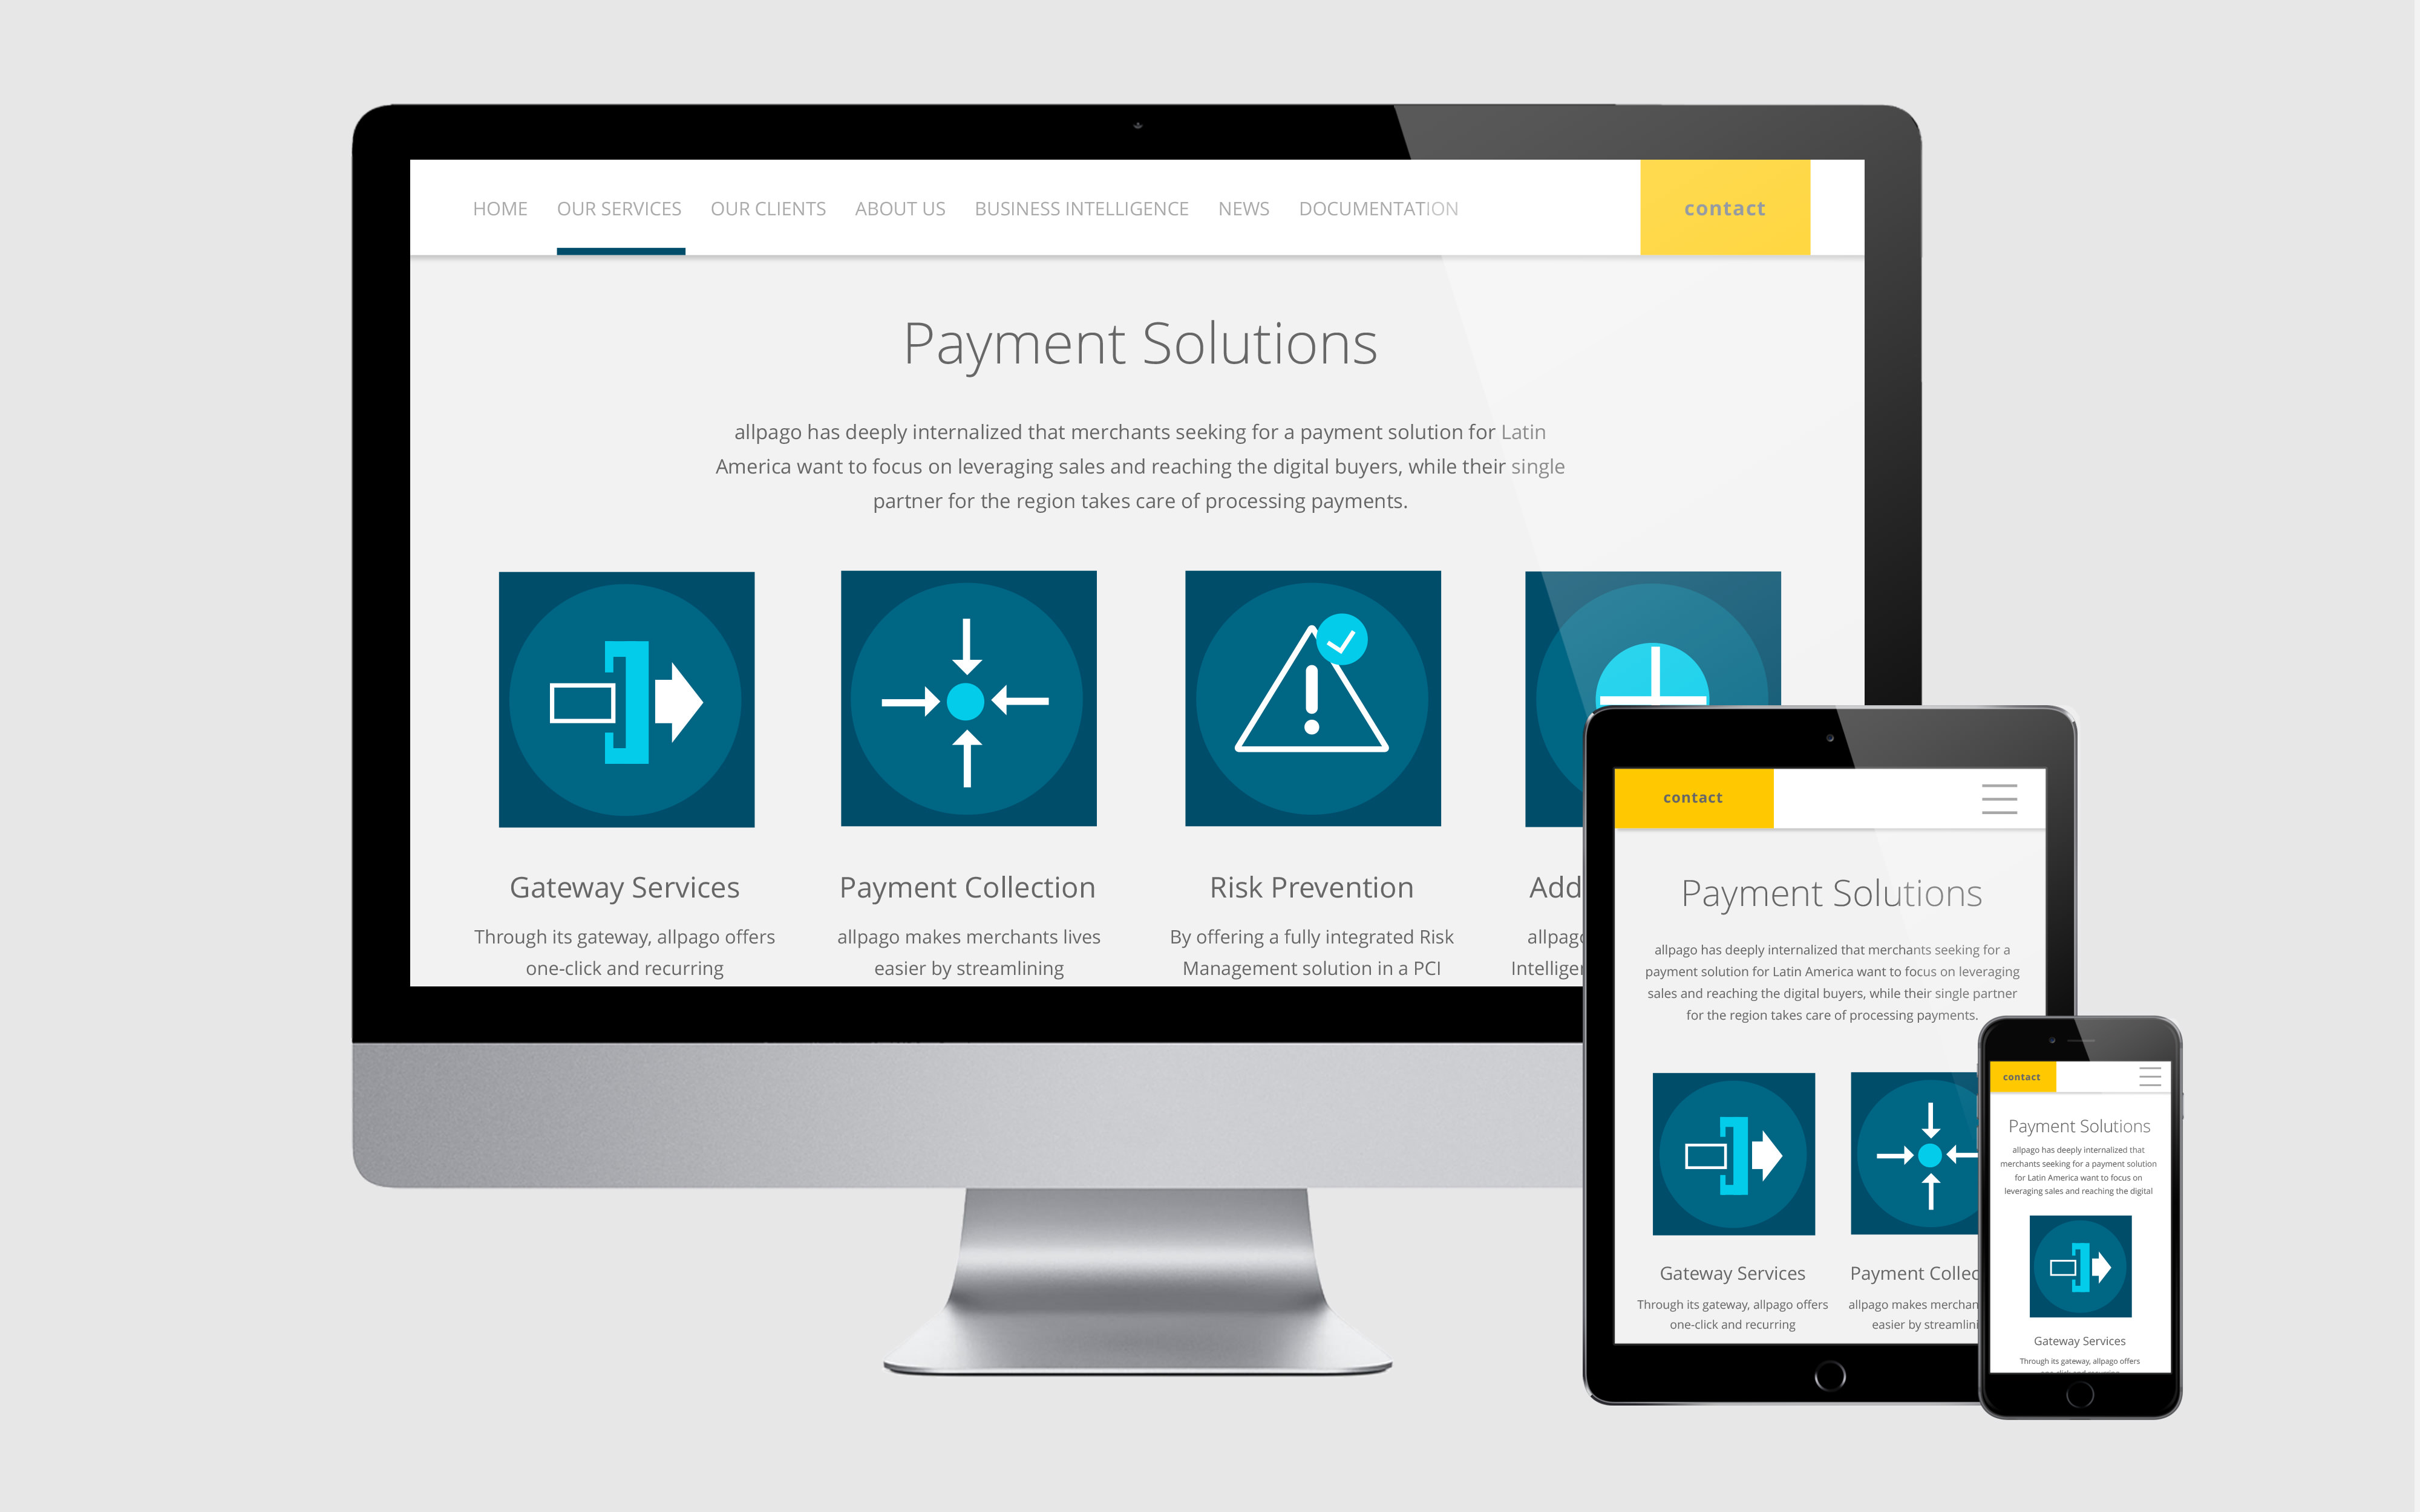 HOME OUR SERVICES OUR CLIENTS ABOUT US BUSINESS INTELLIGENCE NEWS DOCUMENTATION contact
Payment Solutions
allpago has deeply internalized that merchants seeking for a payment solution for Latin
America want to focus on leveraging sales and reaching the digital buyers, while their single
partner for the region takes care of processing payments.
Gateway Services
Through its gateway, allpago offers
one-click and recurring
Payment Collection
allpago makes merchants lives
easier by streamlining
Risk Prevention
By offering a fully integrated Risk
Management solution in a PCI
Add
allpago
Intelliger
contact
Payment Solutions
allpago has deeply internalized that merchants seeking for a
payment solution for Latin America want to focus on leveraging
sales and reaching the digital buyers, while their single partner
for the region takes care of processing payments.
Gateway Services
Through its gateway, allpago offers
one-click and recurring
Payment Collec
allpago makes merchan
easier by streamlini
contact
Payment Solutions
allpago has deeply internalized that
merchants seeking for a payment solution
for Latin America want to focus on
leveraging sales and reaching the digital
Gateway Services
Through its gateway, allpago offers